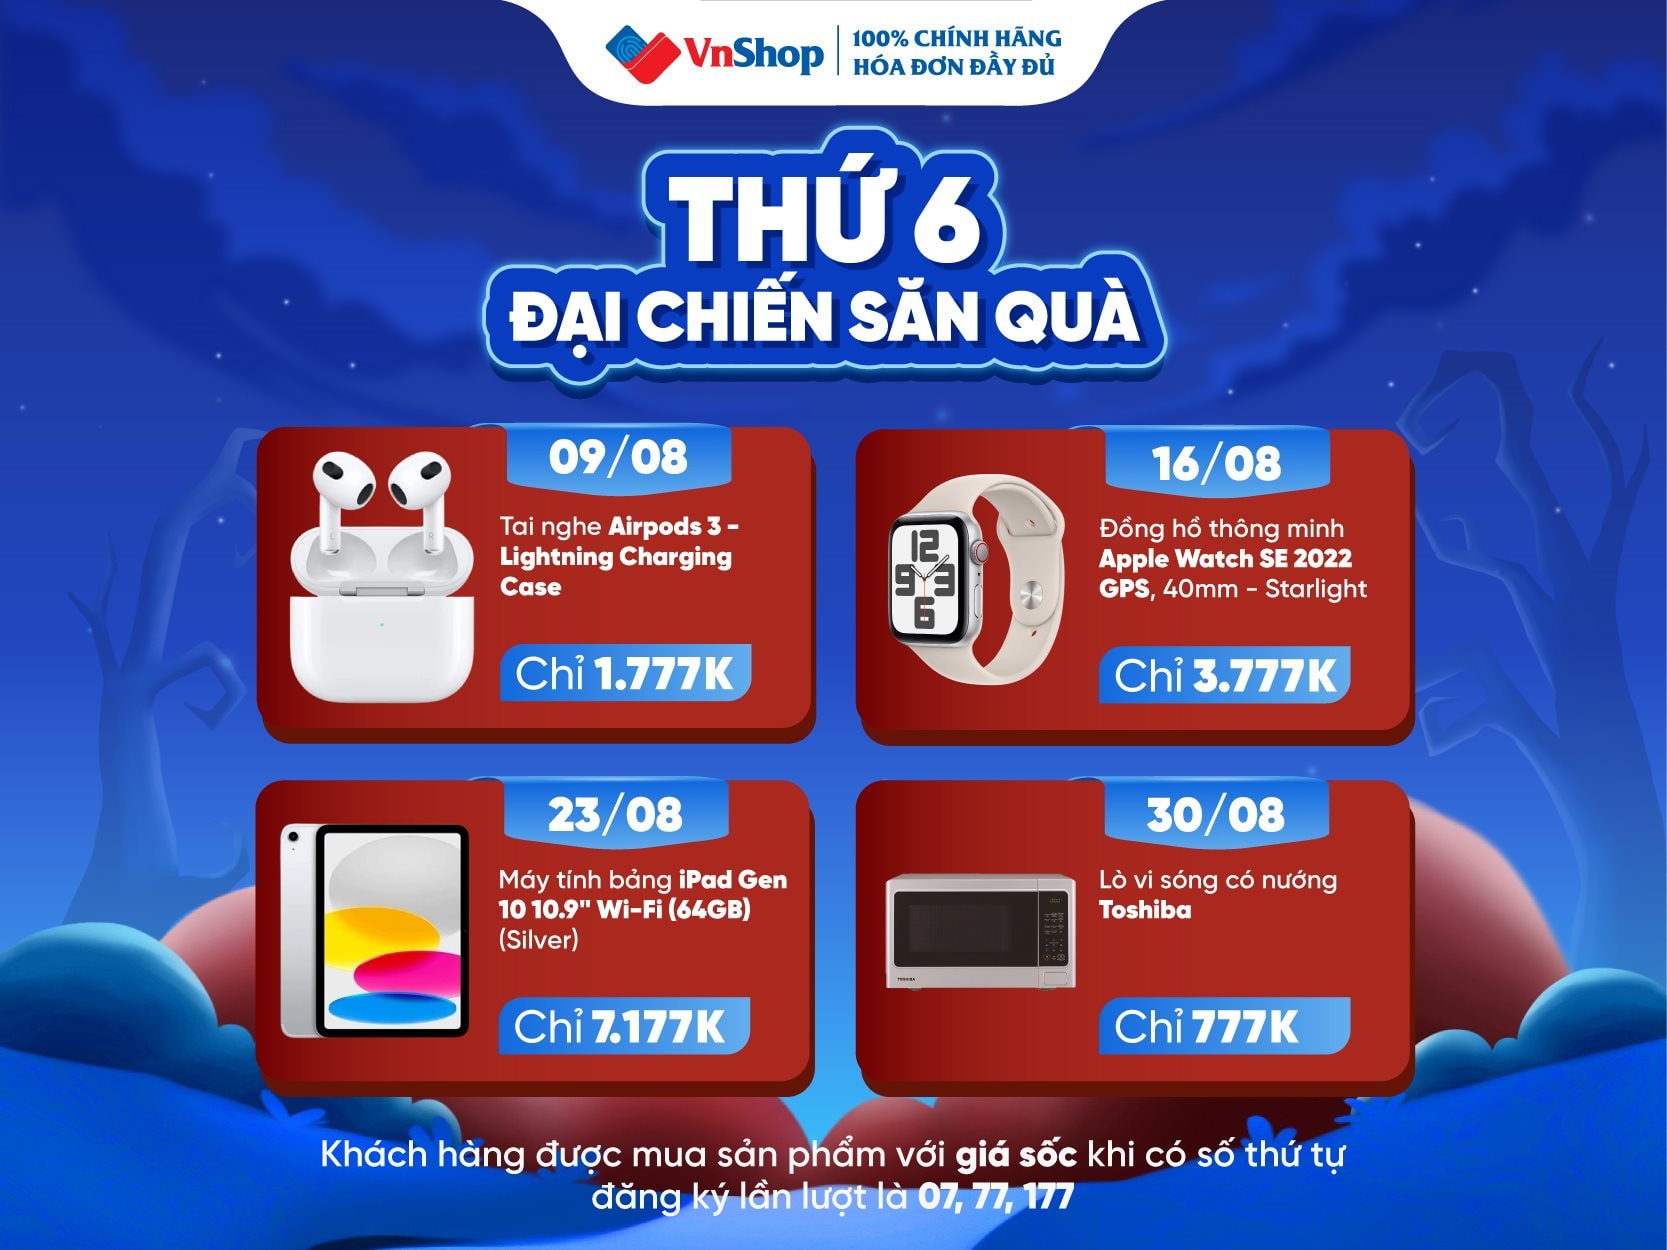 VnShop
100% CHÍNH HÃNG
HÓA ĐƠN ĐẦY ĐỦ
THỨ 6
ĐẠI CHIẾN SĂN QUÀ
09/08
Tai nghe Airpods 3 -
Lightning Charging
Case
Chỉ 1.777K
16/08
Đồng hồ thông minh
Apple Watch SE 2022
GPS, 40mm - Starlight
Chỉ 3.777K
23/08
Máy tính bảng iPad Gen
10 10.9" Wi-Fi (64GB)
(Silver)
Chỉ 7.177K
30/08
Lò vi sóng có nướng
Toshiba
TOSHIBA
Chỉ 777K
Khách hàng được mua sản phẩm với giá sốc khi có số thứ tự
đăng ký lần lượt là 07, 77, 177